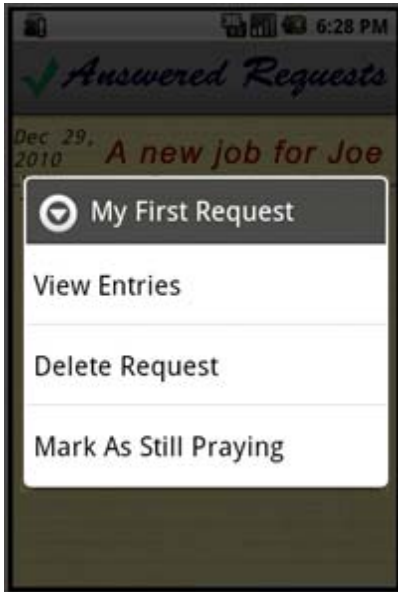 6:28 PM
Answered Requests
Dec 29,
2010 A new job for Joe
My First Request
View Entries
Delete Request
Mark As Still Praying